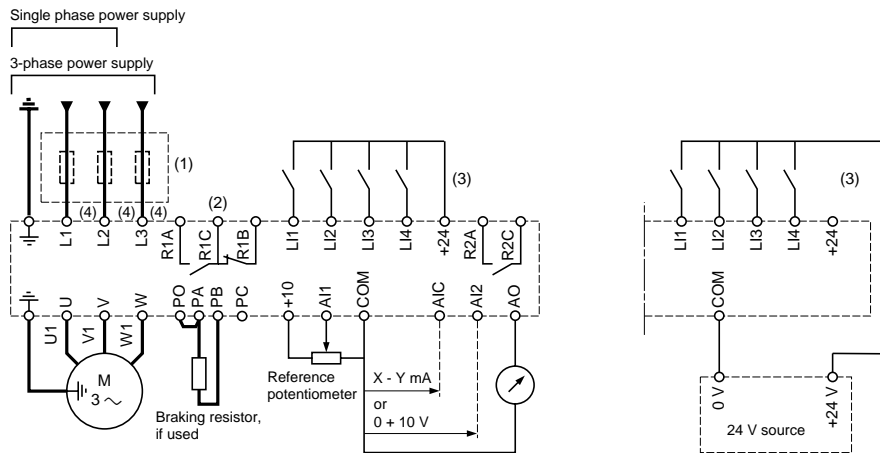 Single phase power supply
3-phase power supply
(1)
(2)
(3)
(3)
(4) (4) (4)
L1 L2 L3 R1A R1C R1B LI1 LI2 LI3 LI4 +24 R2A R2C
LI1 LI2 LI3 LI4 +24
U V W PO PA PB PC +10 AI1 COM AIC AI2 AO
COM
U1 V1 W1
M
3
Reference
potentiometer
X - Y mA
or
0 + 10 V
Braking resistor,
if used
0 V +24 V
24 V source